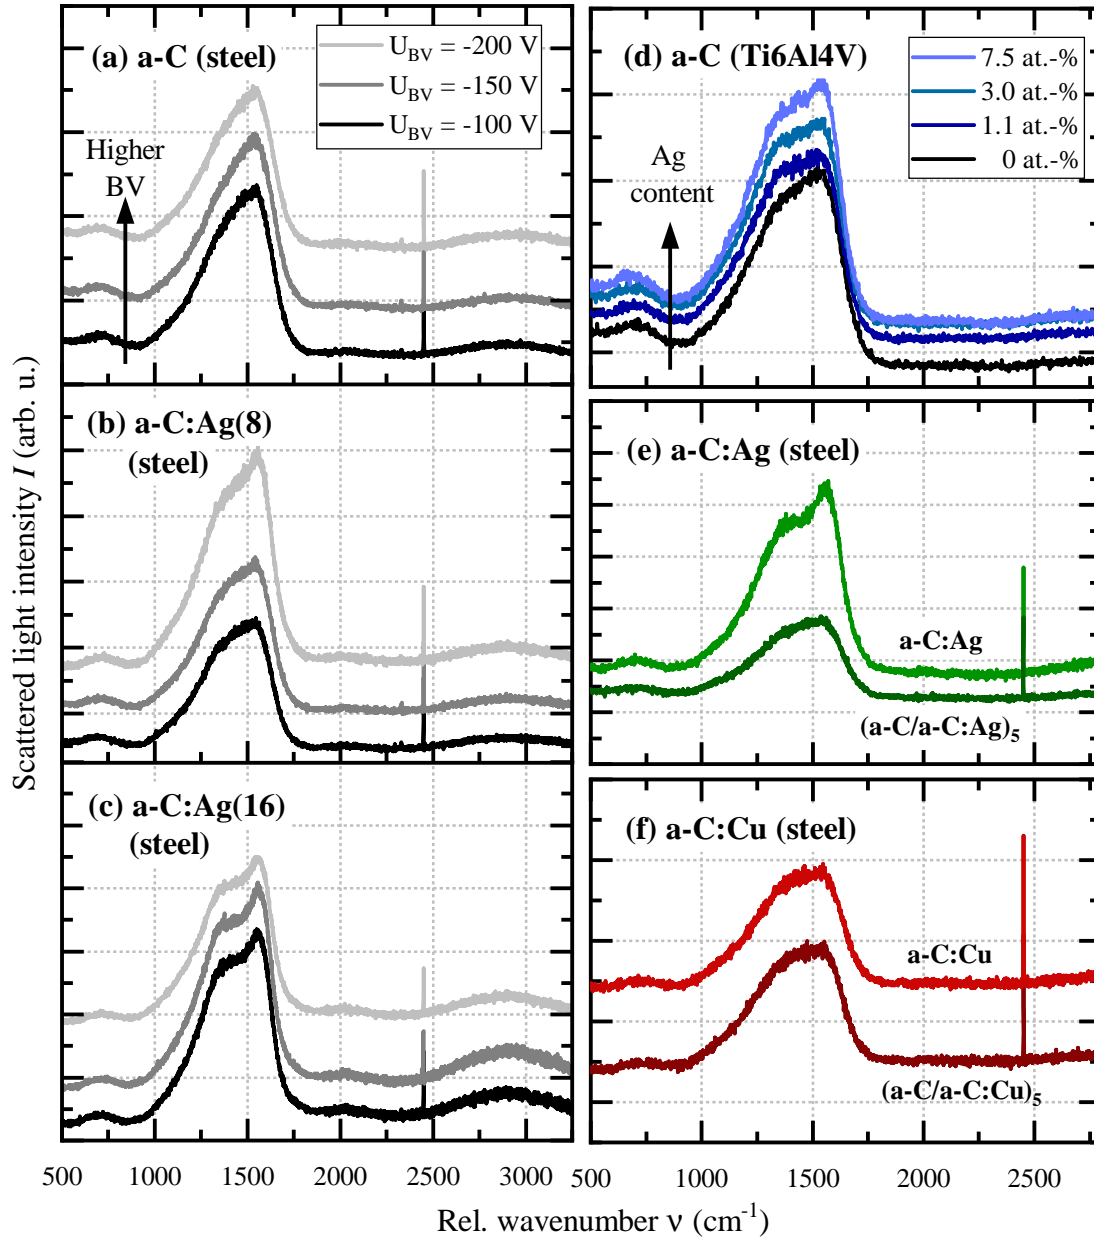 (a) a-C (steel)
U_BV = -200 V
U_BV = -150 V
U_BV = -100 V
Higher
BV
(b) a-C:Ag(8)
(steel)
(c) a-C:Ag(16)
(steel)
500 1000 1500 2000 2500 3000
(d) a-C (Ti6Al4V)
7.5 at.-%
3.0 at.-%
1.1 at.-%
0 at.-%
Ag
content
(e) a-C:Ag (steel)
a-C:Ag
(a-C/a-C:Ag)₅
(f) a-C:Cu (steel)
a-C:Cu
(a-C/a-C:Cu)₅
500 1000 1500 2000 2500
Scattered light intensity I (arb. u.)
Rel. wavenumber ν (cm⁻¹)